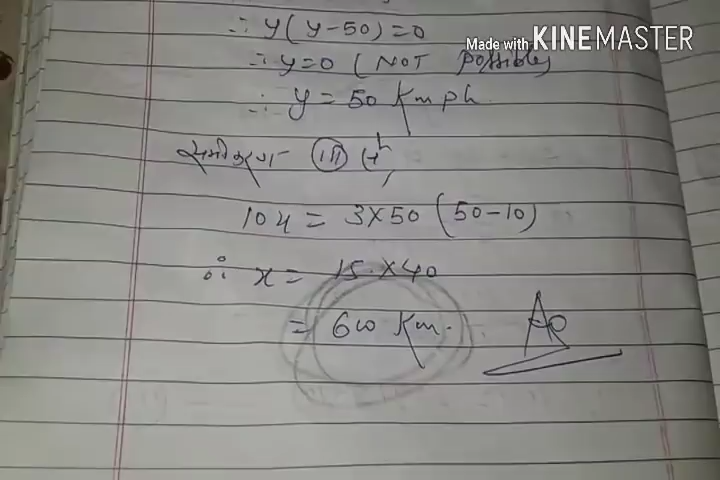 ∴ y(y-50)=0
Made with KINEMASTER
∴ y=0 (NOT possible)
∴ y = 50 Kmph.
समीकरण (III) से,
10x = 3×50 (50-10)
∴ x = 15×40
= 600 Km.